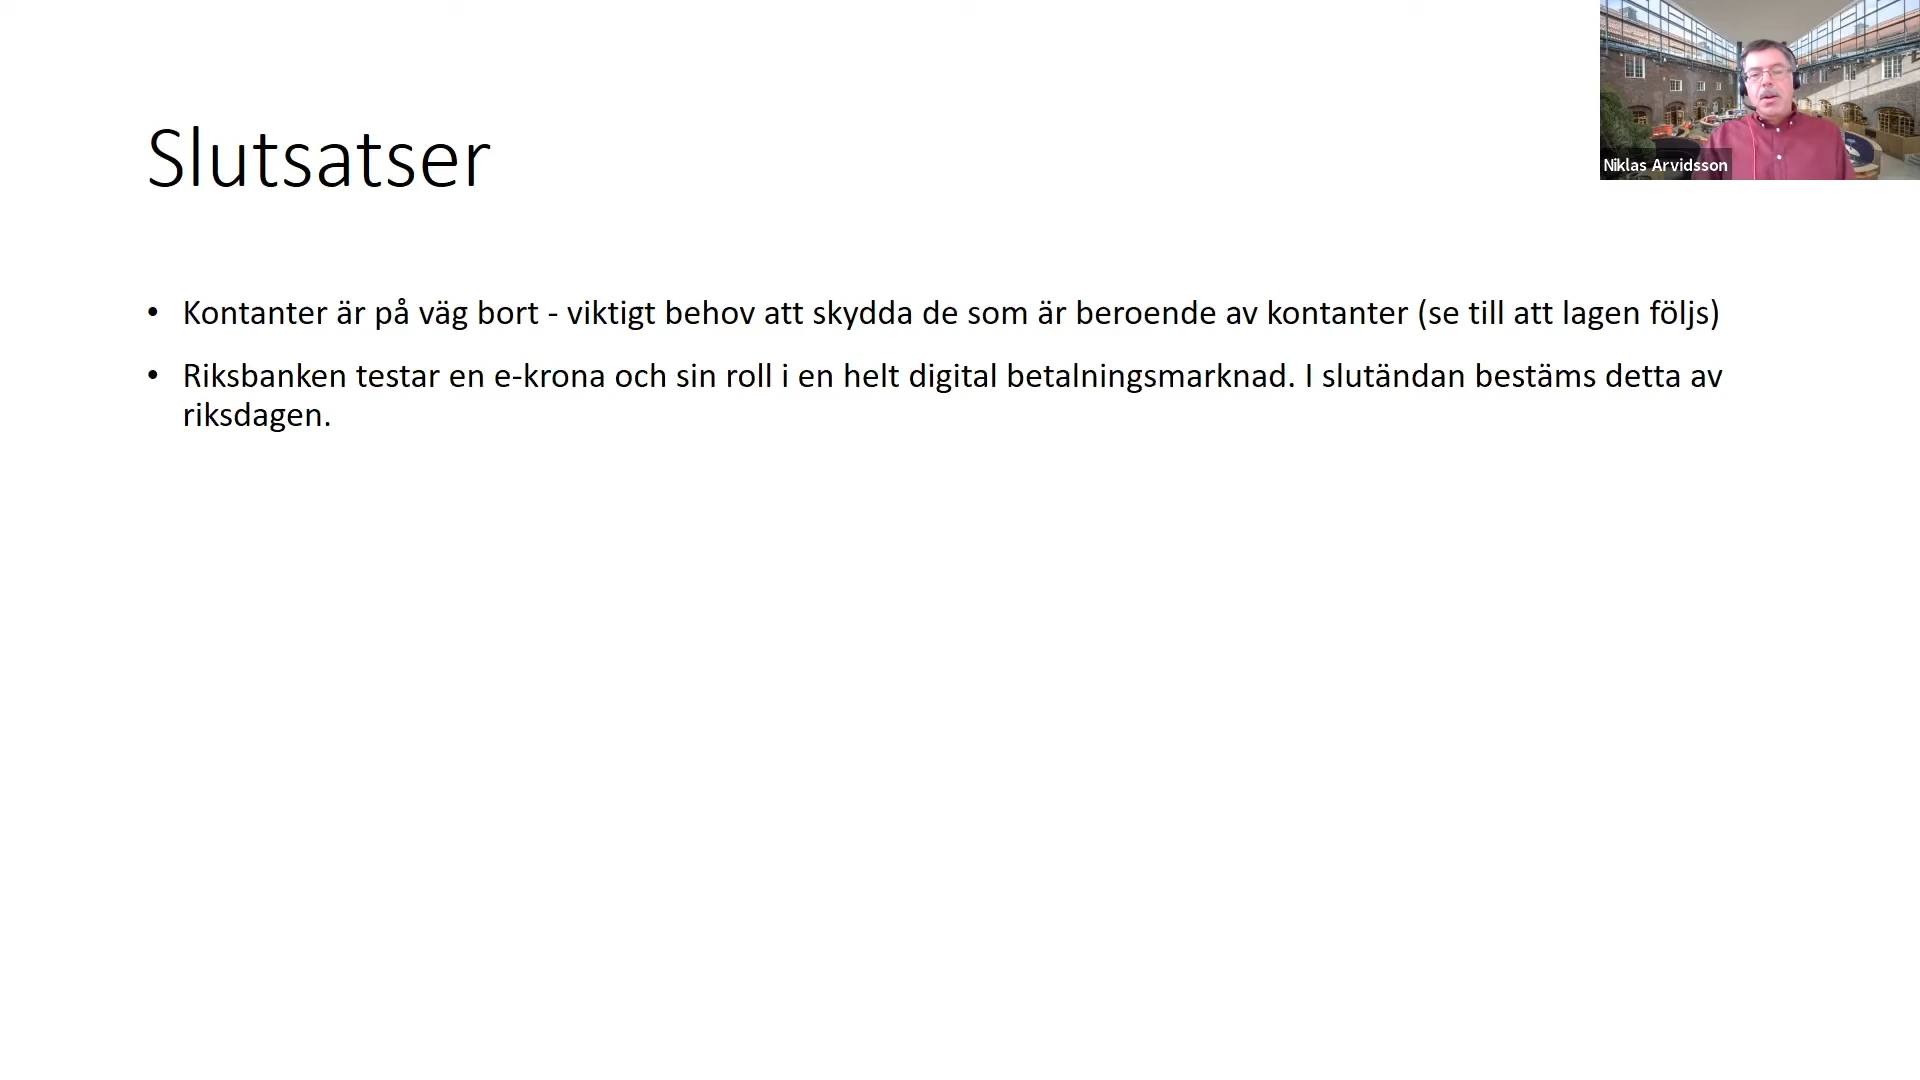 Slutsatser
Niklas Arvidsson
• Kontanter är på väg bort - viktigt behov att skydda de som är beroende av kontanter (se till att lagen följs)
• Riksbanken testar en e-krona och sin roll i en helt digital betalningsmarknad. I slutändan bestäms detta av
riksdagen.